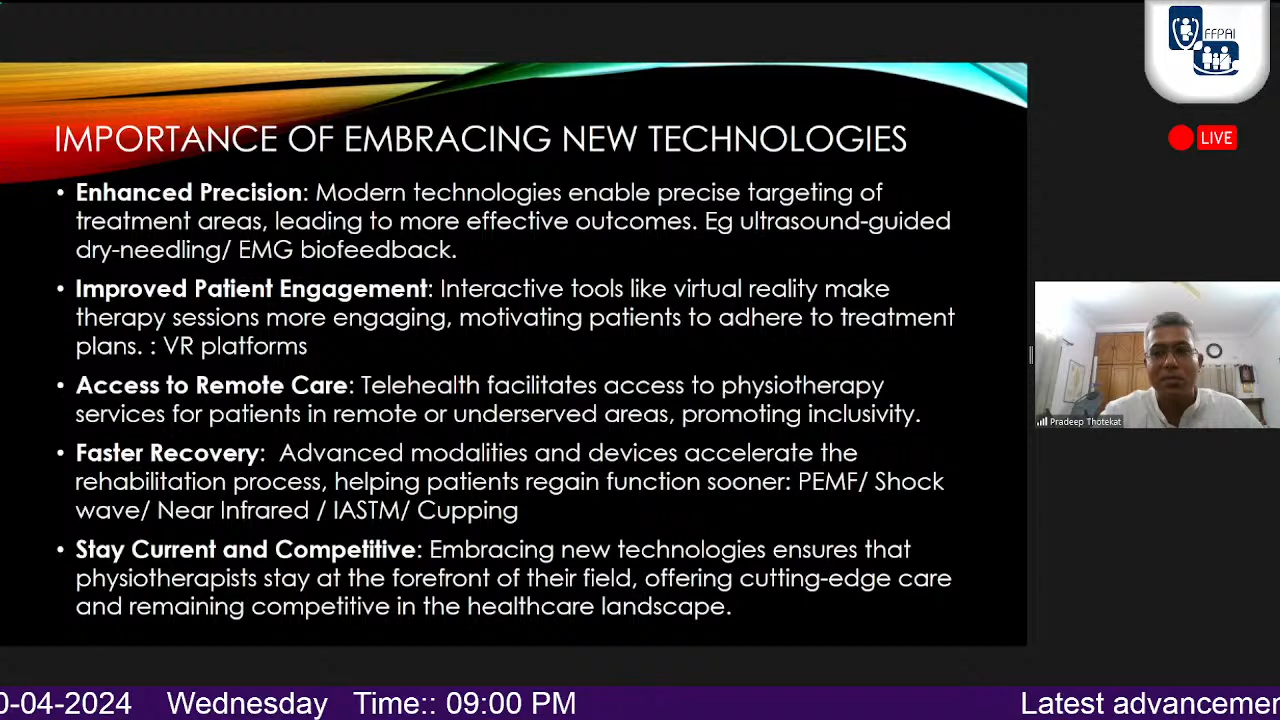 FFPAI
LIVE
IMPORTANCE OF EMBRACING NEW TECHNOLOGIES
• Enhanced Precision: Modern technologies enable precise targeting of
treatment areas, leading to more effective outcomes. Eg ultrasound-guided
dry-needling/ EMG biofeedback.
• Improved Patient Engagement: Interactive tools like virtual reality make
therapy sessions more engaging, motivating patients to adhere to treatment
plans. : VR platforms
• Access to Remote Care: Telehealth facilitates access to physiotherapy
services for patients in remote or underserved areas, promoting inclusivity.
• Faster Recovery: Advanced modalities and devices accelerate the
rehabilitation process, helping patients regain function sooner: PEMF/ Shock
wave/ Near Infrared / IASTM/ Cupping
• Stay Current and Competitive: Embracing new technologies ensures that
physiotherapists stay at the forefront of their field, offering cutting-edge care
and remaining competitive in the healthcare landscape.
Pradeep Thotekat
0-04-2024 Wednesday Time:: 09:00 PM Latest advancemen